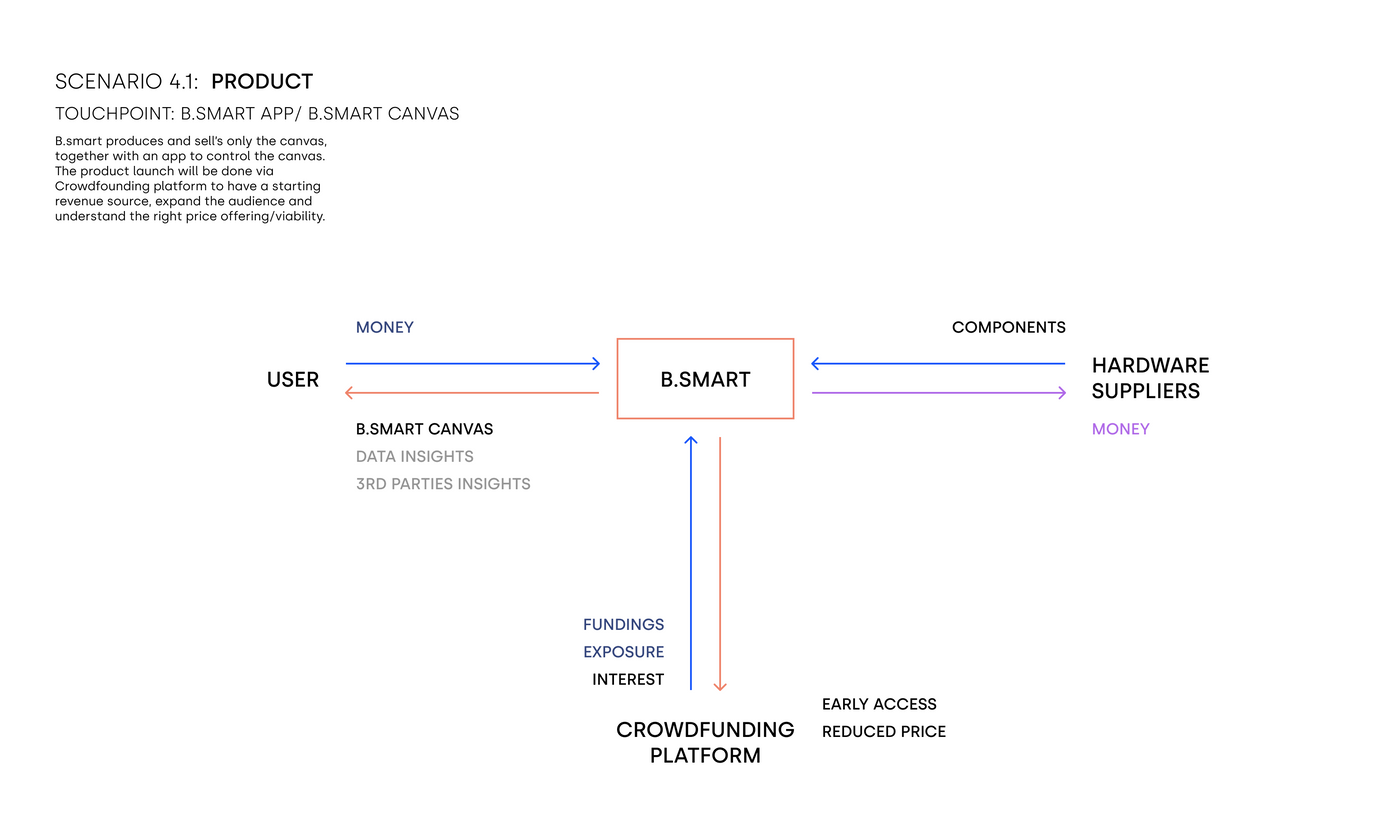 SCENARIO 4.1: PRODUCT
TOUCHPOINT: B.SMART APP/ B.SMART CANVAS
B.smart produces and sell's only the canvas,
together with an app to control the canvas.
The product launch will be done via
Crowdfounding platform to have a starting
revenue source, expand the audience and
understand the right price offering/viability.
MONEY
COMPONENTS
USER
B.SMART
HARDWARE
SUPPLIERS
B.SMART CANVAS
DATA INSIGHTS
3RD PARTIES INSIGHTS
MONEY
FUNDINGS
EXPOSURE
INTEREST
CROWDFUNDING
PLATFORM
EARLY ACCESS
REDUCED PRICE